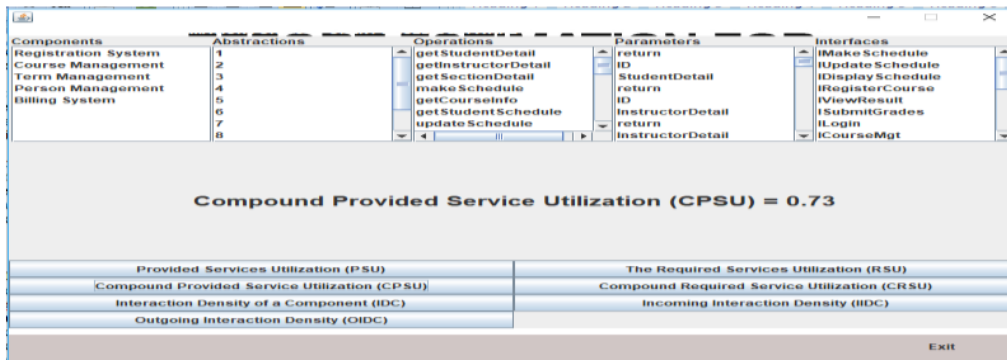 Components Abstractions Operations Parameters Interfaces
Registration System 1 getStudentDetail return IMakeSchedule
Course Management 2 getInstructorDetail ID IUpdateSchedule
Term Management 3 getSectionDetail StudentDetail IDisplaySchedule
Person Management 4 makeSchedule return IRegisterCourse
Billing System 5 getCourseInfo ID IViewResult
6 getStudentSchedule InstructorDetail ISubmitGrades
7 updateSchedule return ILogin
8 InstructorDetail ICourseMgt
Compound Provided Service Utilization (CPSU) = 0.73
Provided Services Utilization (PSU) The Required Services Utilization (RSU)
Compound Provided Service Utilization (CPSU) Compound Required Service Utilization (CRSU)
Interaction Density of a Component (IDC) Incoming Interaction Density (IIDC)
Outgoing Interaction Density (OIDC)
Exit